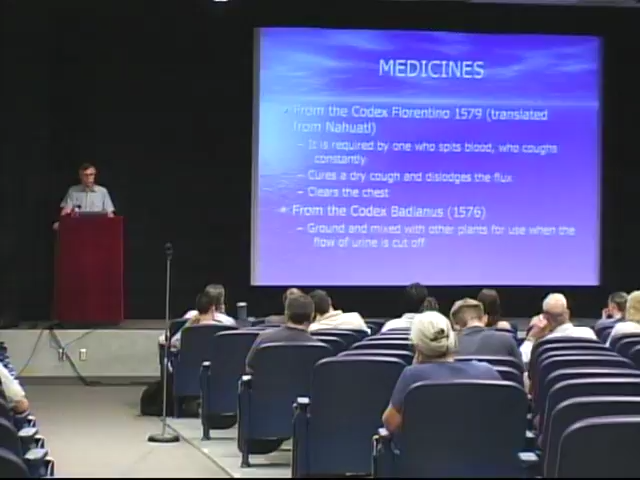 MEDICINES
From the Codex Florentino 1579 (translated
from Nahuatl)
– It is required by one who spits blood, who coughs
constantly
– Cures a dry cough and dislodges the flux
– Clears the chest
From the Codex Badianus (1576)
– Ground and mixed with other plants for use when the
flow of urine is cut off